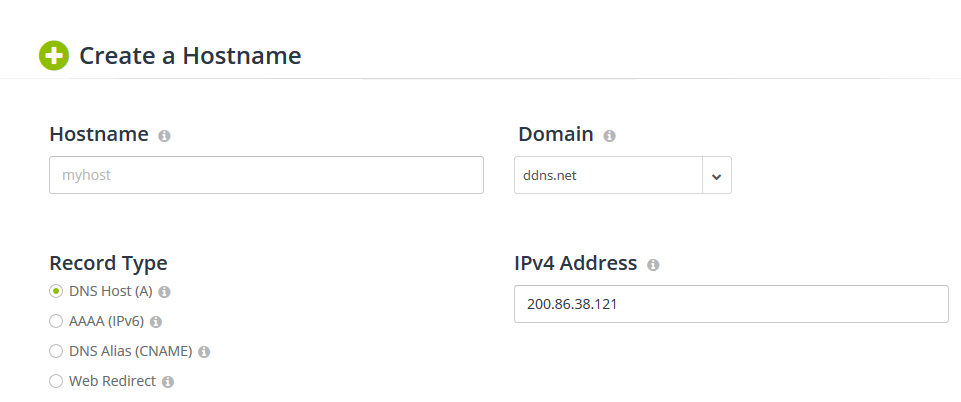 Create a Hostname
Hostname
Domain
myhost
ddns.net
Record Type
IPv4 Address
DNS Host (A)
200.86.38.121
AAAA (IPv6)
DNS Alias (CNAME)
Web Redirect